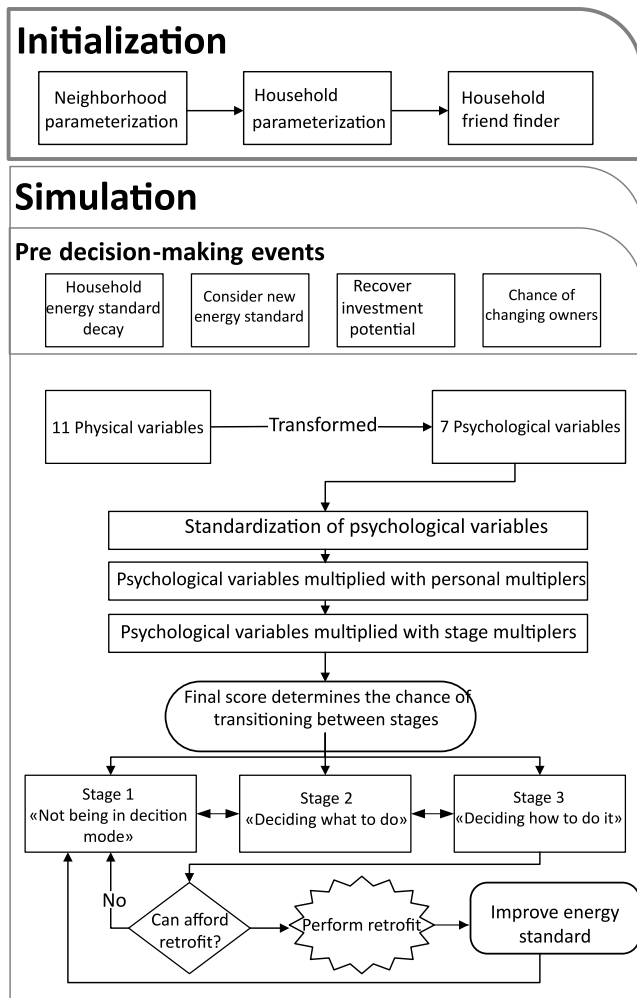 Initialization
Neighborhood
parameterization
Household
parameterization
Household
friend finder
Simulation
Pre decision-making events
Household
energy standard
decay
Consider new
energy standard
Recover
investment
potential
Chance of
changing owners
11 Physical variables
Transformed
7 Psychological variables
Standardization of psychological variables
Psychological variables multiplied with personal multiplers
Psychological variables multiplied with stage multiplers
Final score determines the chance of
transitioning between stages
Stage 1
«Not being in decition
mode»
Stage 2
«Deciding what to do»
Stage 3
«Deciding how to do it»
No
Can afford
retrofit?
Perform retrofit
Improve energy
standard